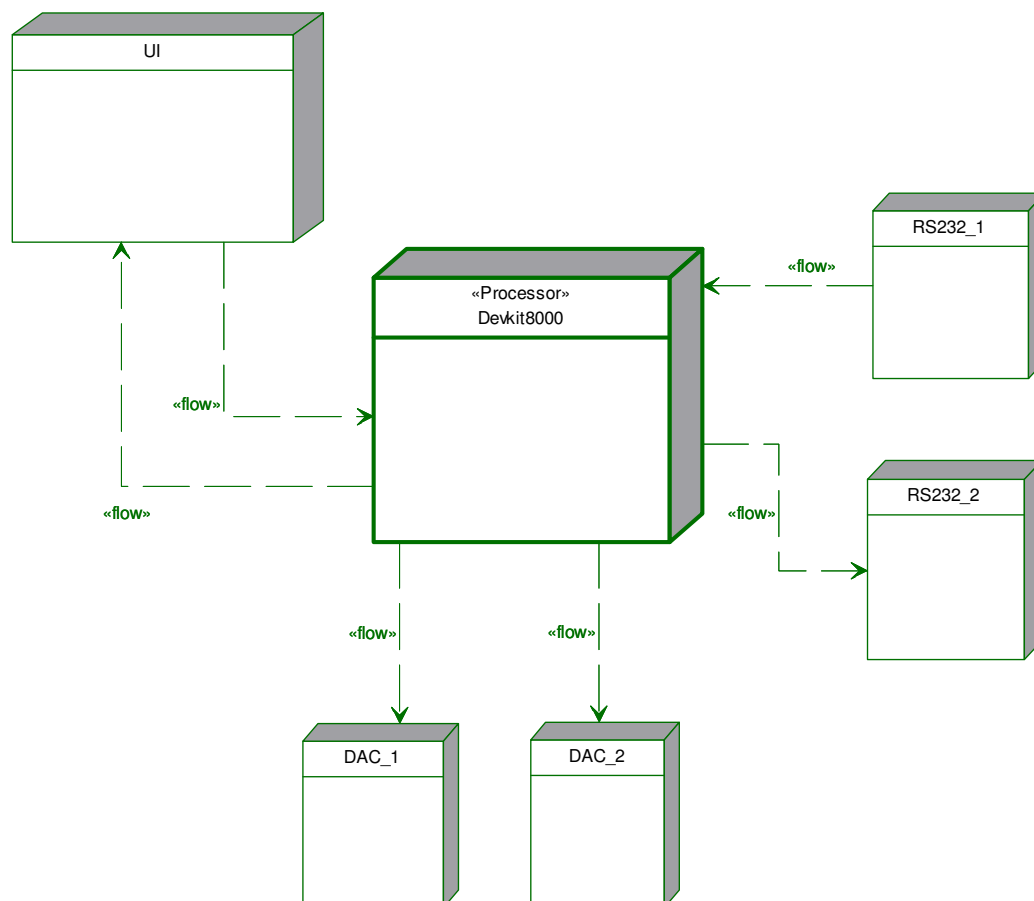 UI
RS232_1
«flow»
«Processor»
Devkit8000
«flow»
RS232_2
«flow»
«flow»
«flow»
«flow»
DAC_1
DAC_2